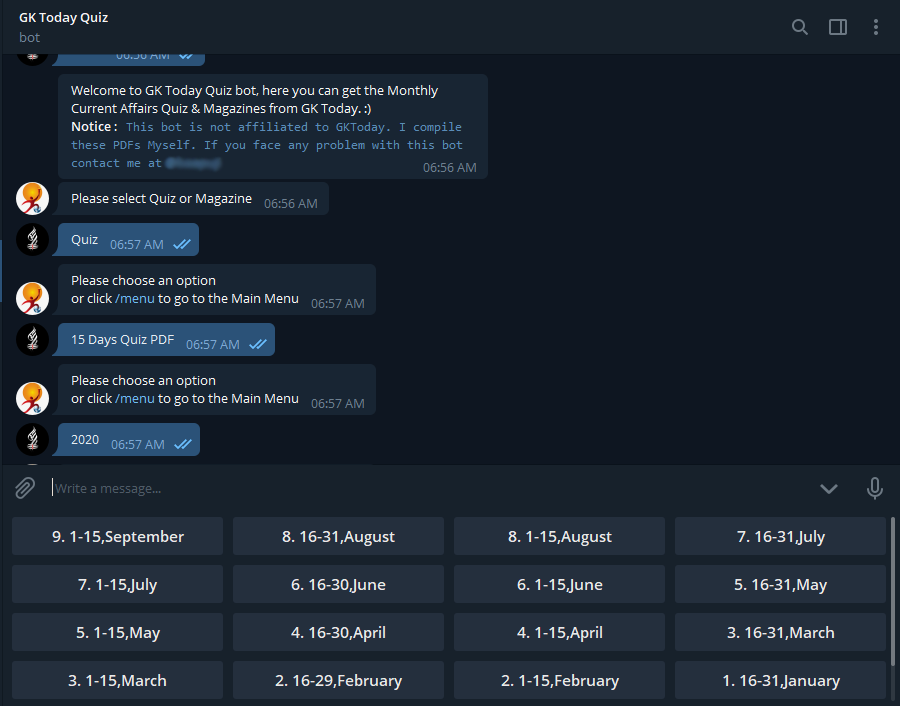 GK Today Quiz
bot
06:56 AM
Welcome to GK Today Quiz bot, here you can get the Monthly
Current Affairs Quiz & Magazines from GK Today. :)
Notice : This bot is not affiliated to GKToday. I compile
these PDFs Myself. If you face any problem with this bot
contact me at
06:56 AM
Please select Quiz or Magazine 06:56 AM
Quiz 06:57 AM
Please choose an option
or click /menu to go to the Main Menu 06:57 AM
15 Days Quiz PDF 06:57 AM
Please choose an option
or click /menu to go to the Main Menu 06:57 AM
2020 06:57 AM
Write a message...
9. 1-15,September 8. 16-31,August 8. 1-15,August 7. 16-31,July
7. 1-15,July 6. 16-30,June 6. 1-15,June 5. 16-31,May
5. 1-15,May 4. 16-30,April 4. 1-15,April 3. 16-31,March
3. 1-15,March 2. 16-29,February 2. 1-15,February 1. 16-31,January